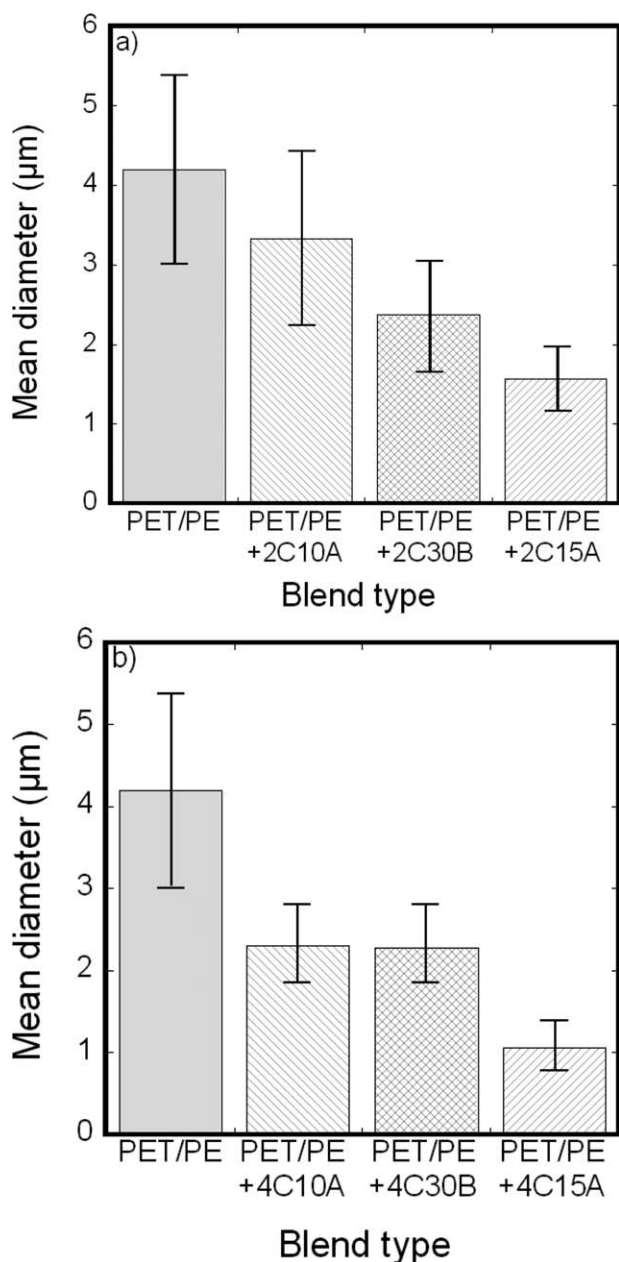 a)
6
5
4
3
2
1
0
Mean diameter (µm)
PET/PE PET/PE PET/PE PET/PE
+2C10A +2C30B +2C15A
Blend type
b)
6
5
4
3
2
1
0
Mean diameter (µm)
PET/PE PET/PE PET/PE PET/PE
+4C10A +4C30B +4C15A
Blend type